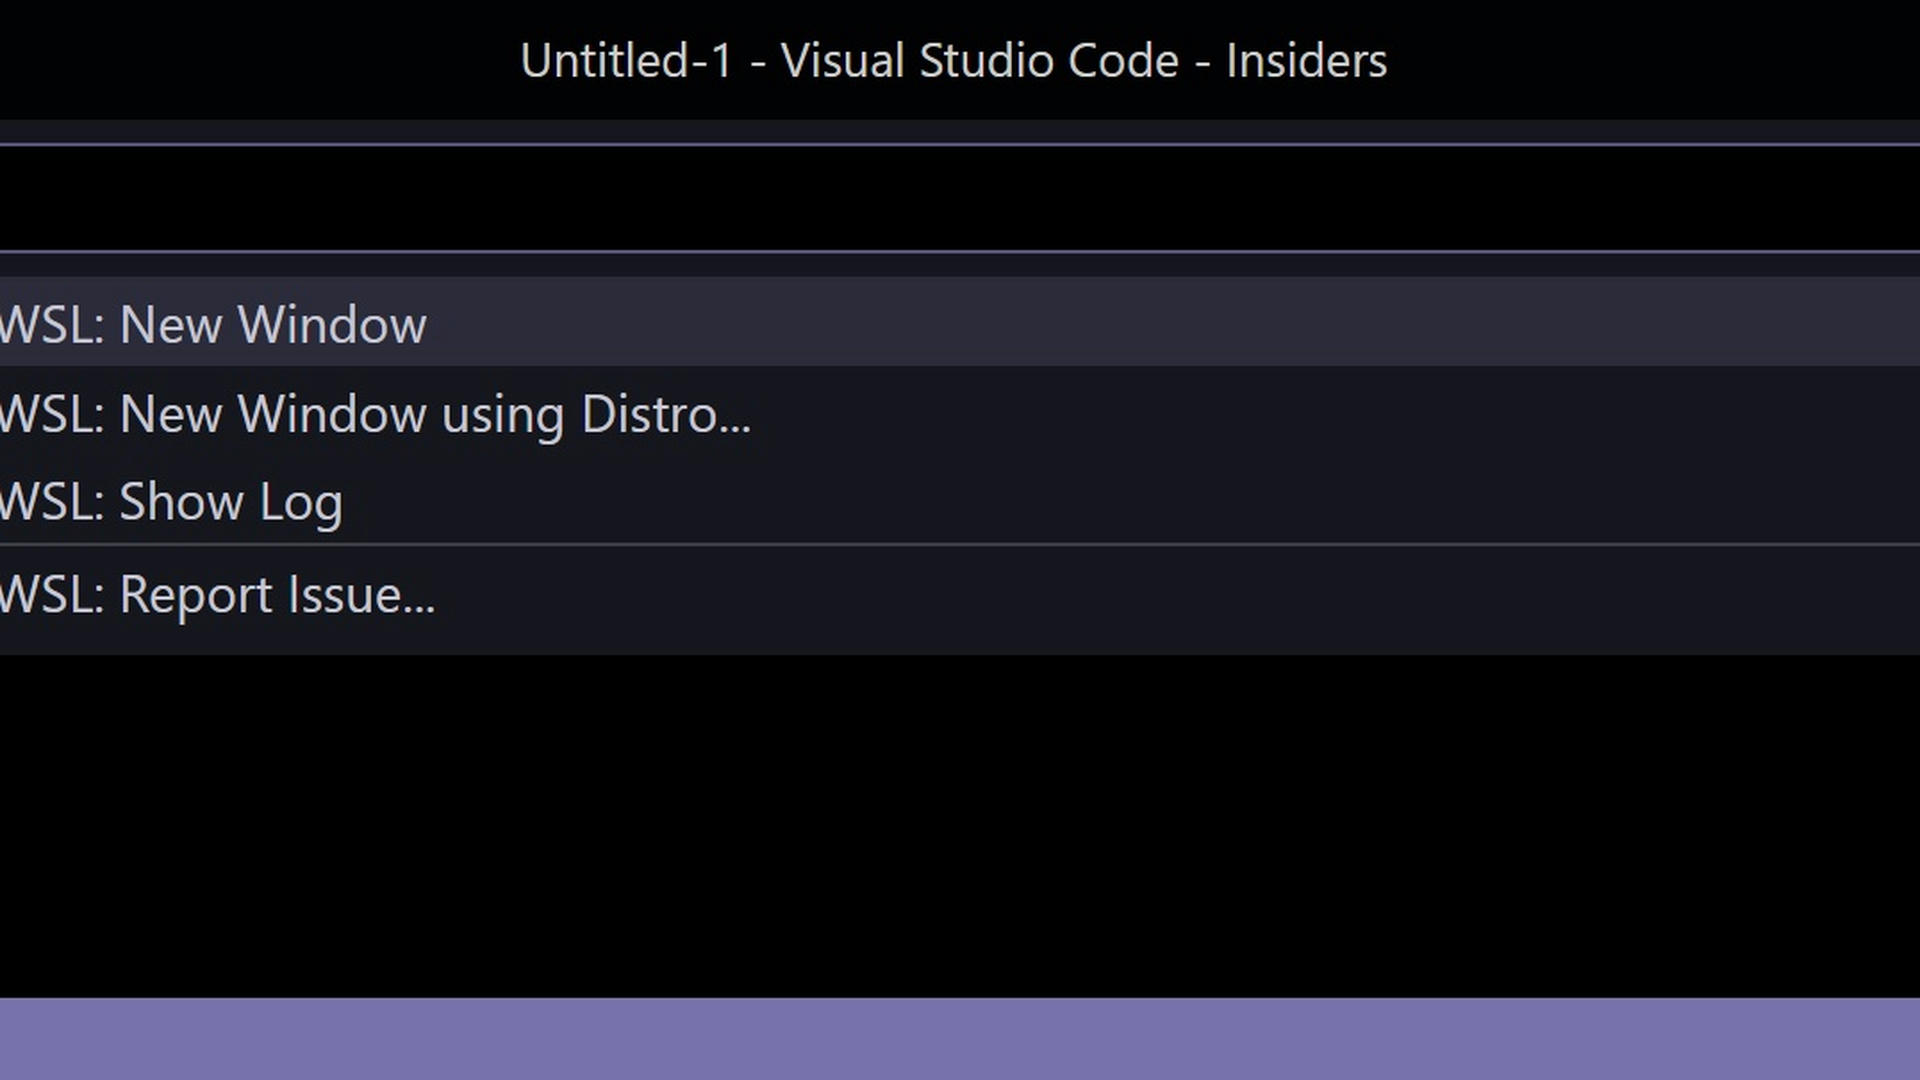 Untitled-1 - Visual Studio Code - Insiders
WSL: New Window
WSL: New Window using Distro...
WSL: Show Log
WSL: Report Issue...